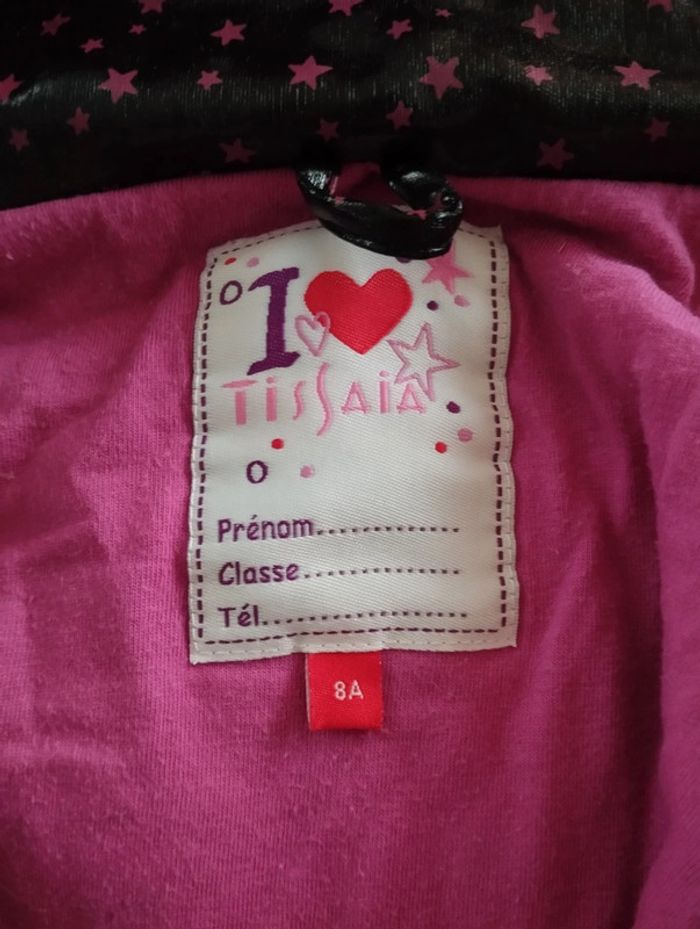 I
TiSSAiA
Prénom..................
Classe...................
Tél........................
8A